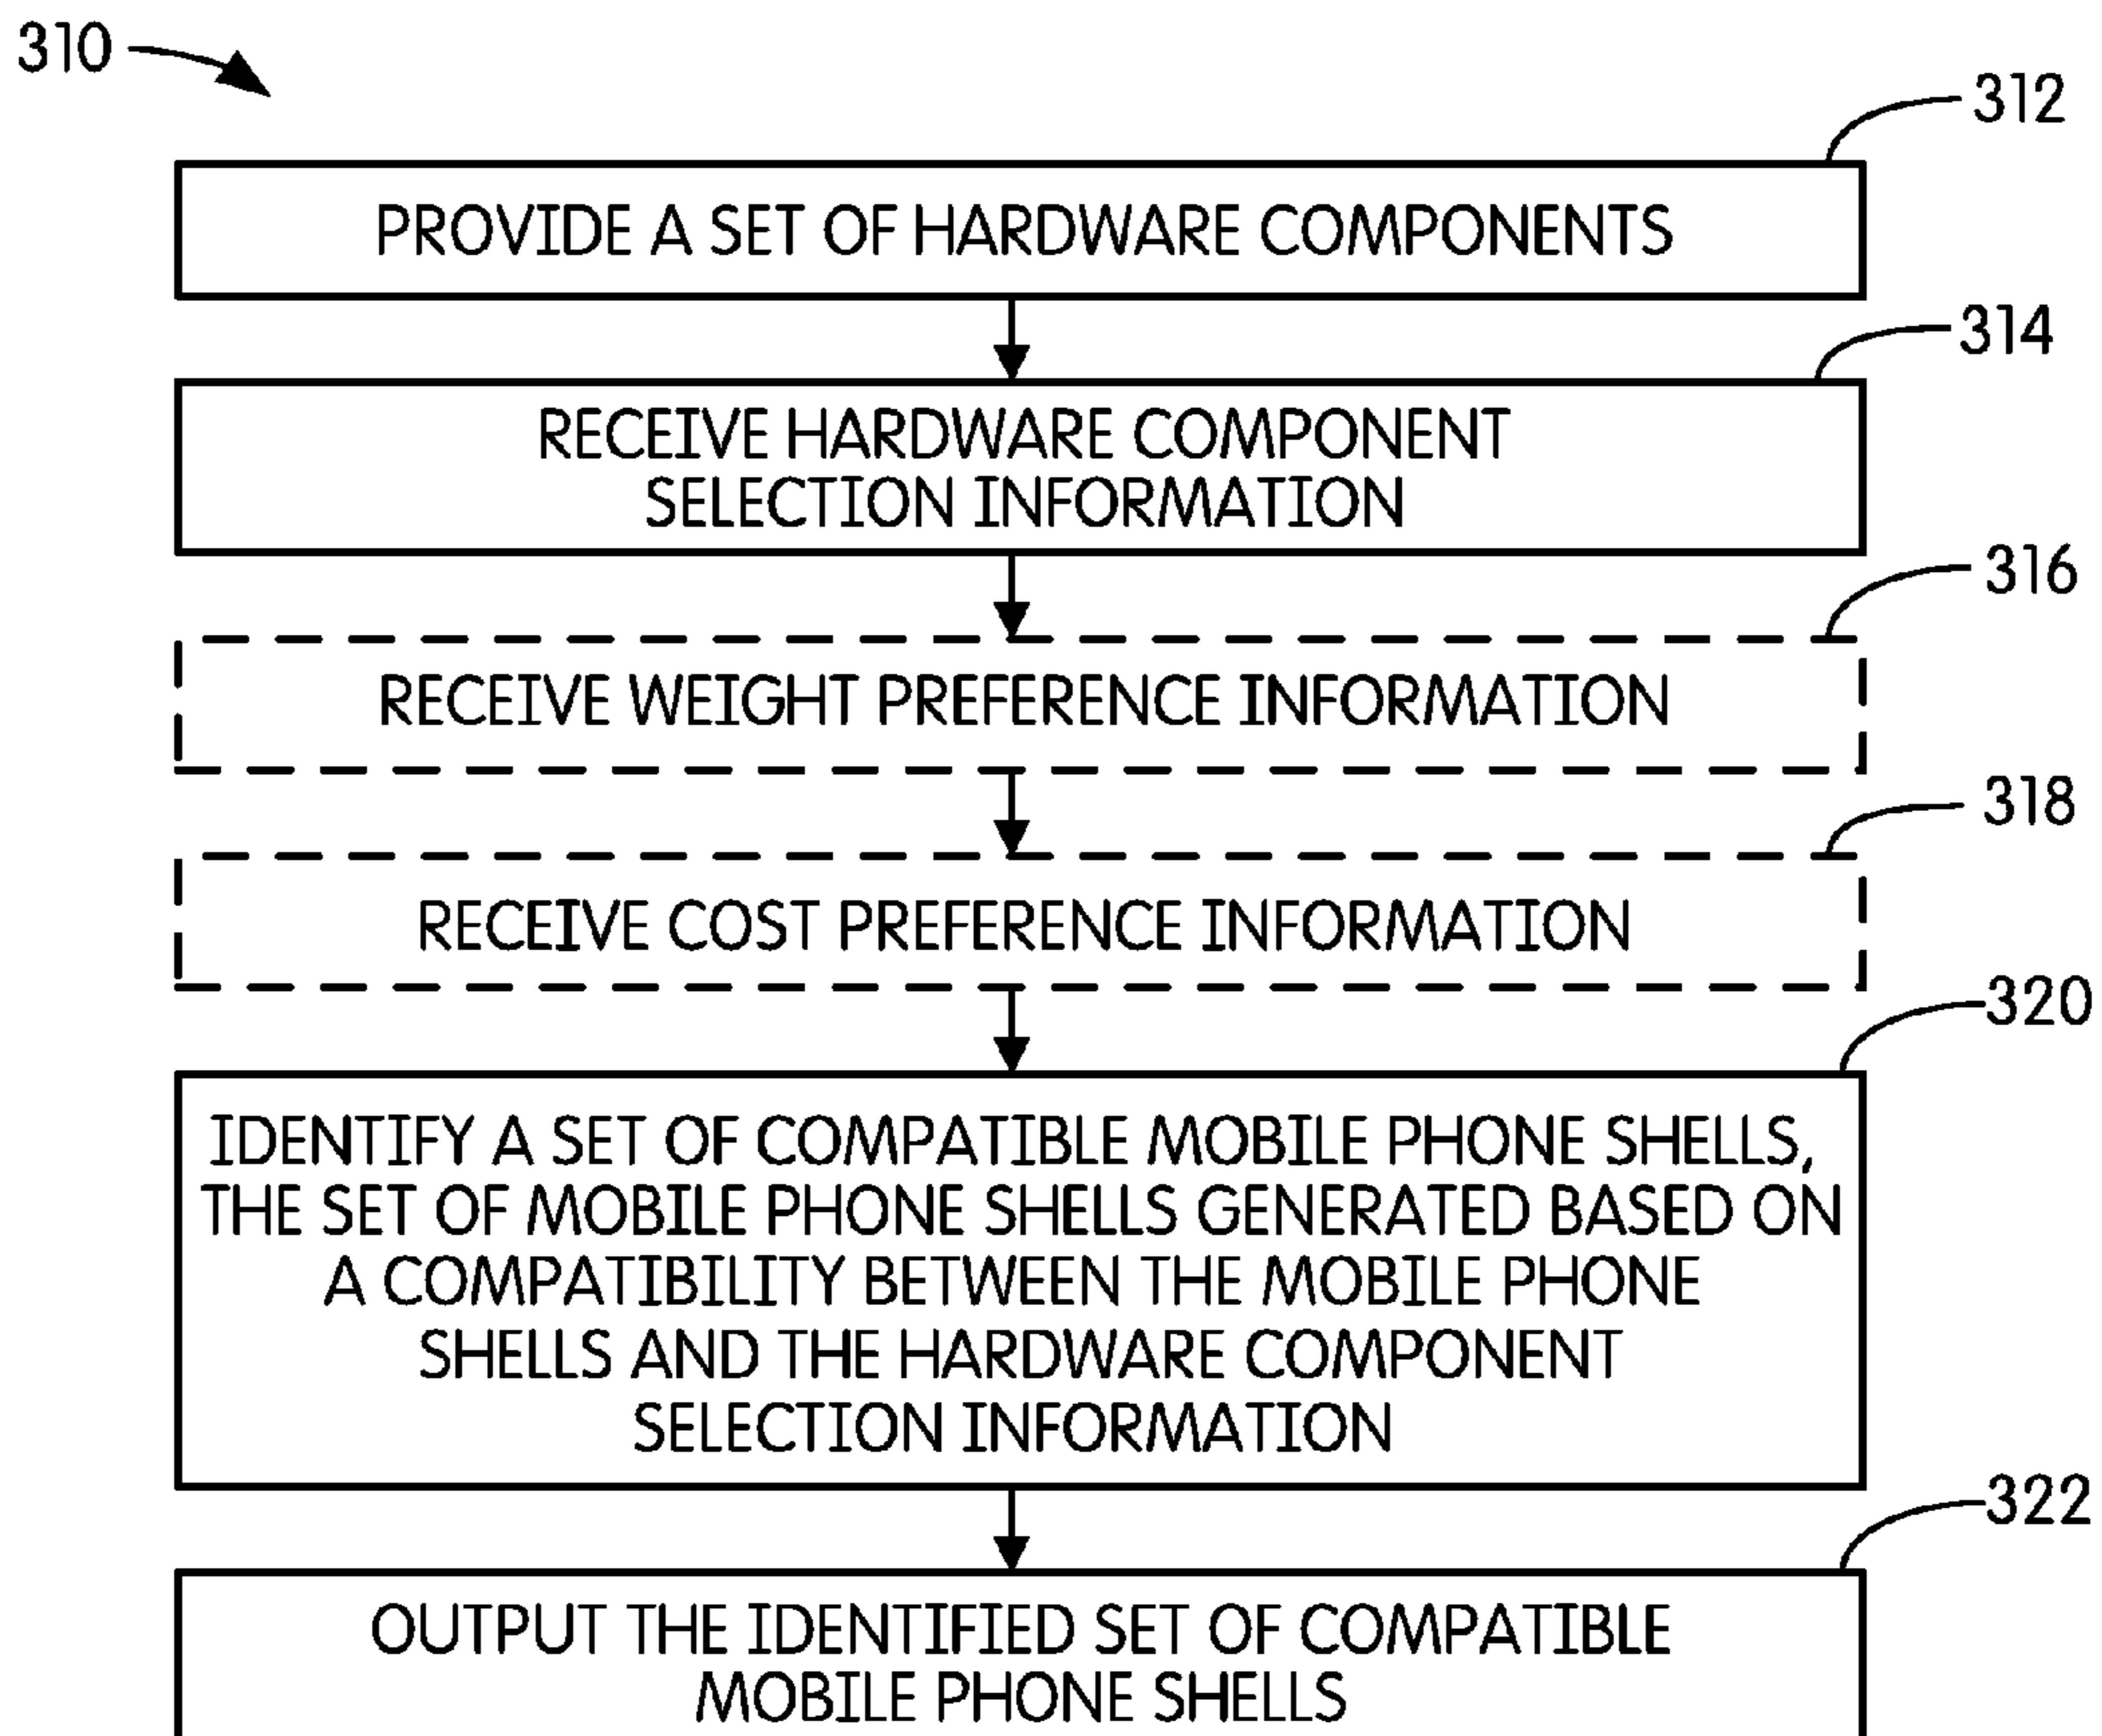 310
312
PROVIDE A SET OF HARDWARE COMPONENTS
314
RECEIVE HARDWARE COMPONENT
SELECTION INFORMATION
316
RECEIVE WEIGHT PREFERENCE INFORMATION
318
RECEIVE COST PREFERENCE INFORMATION
320
IDENTIFY A SET OF COMPATIBLE MOBILE PHONE SHELLS,
THE SET OF MOBILE PHONE SHELLS GENERATED BASED ON
A COMPATIBILITY BETWEEN THE MOBILE PHONE
SHELLS AND THE HARDWARE COMPONENT
SELECTION INFORMATION
322
OUTPUT THE IDENTIFIED SET OF COMPATIBLE
MOBILE PHONE SHELLS